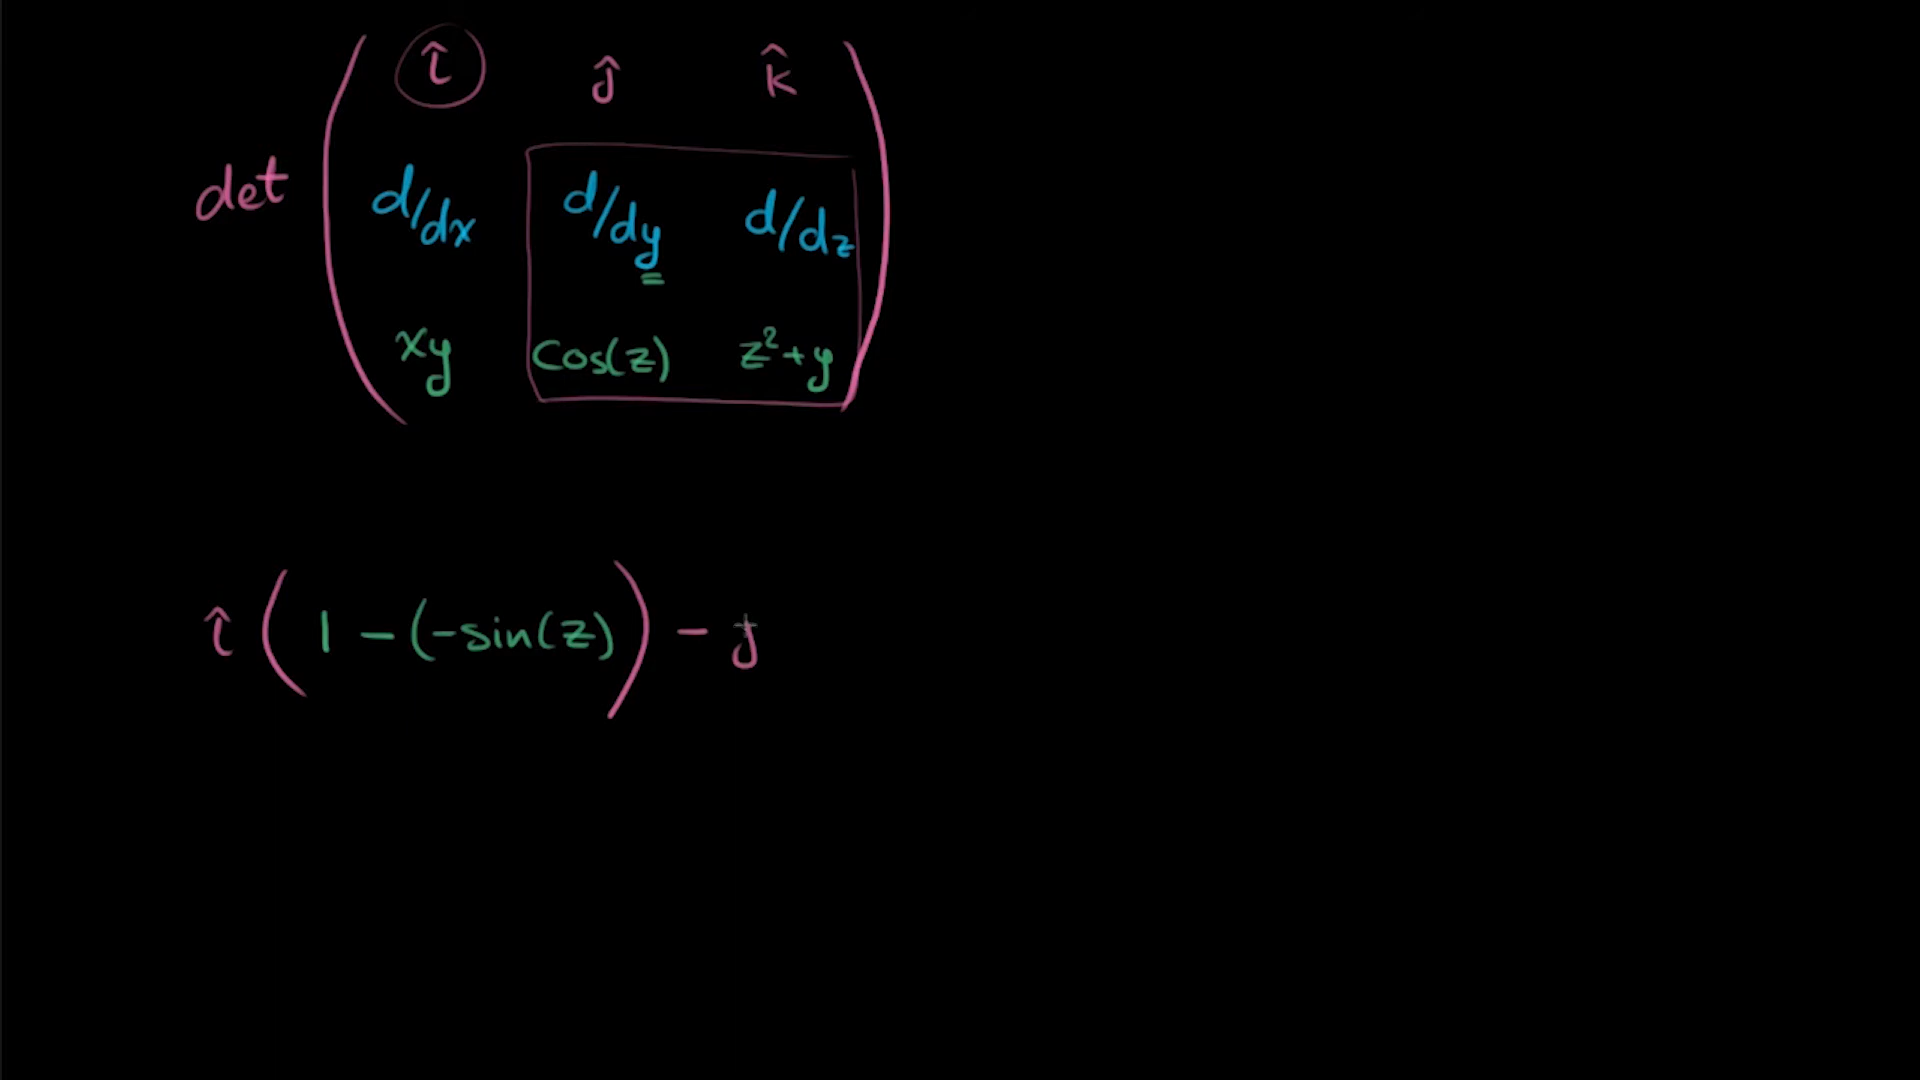 î ĵ k̂
det d/dx d/dy d/dz
xy Cos(z) z²+y
î ( 1 - (-sin(z) ) - j